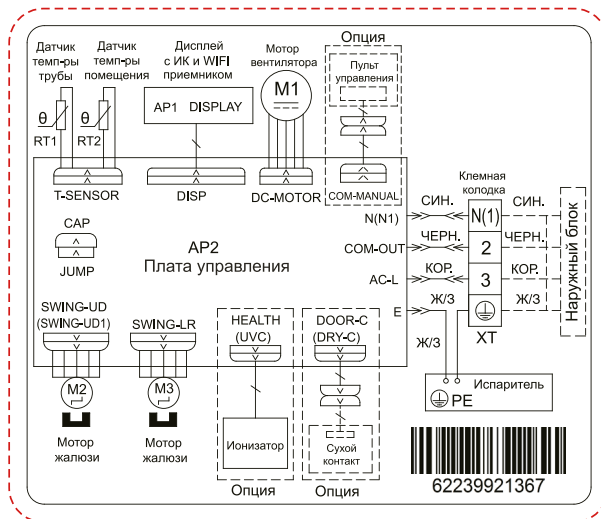 Датчик
темп-ры
трубы
Датчик
темп-ры
помещения
Дисплей
с ИК и WIFI
приемником
Мотор
вентилятора
Опция
Пульт
управления
AP1 DISPLAY
M1
θ
RT1
θ
RT2
T-SENSOR
DISP
DC-MOTOR
COM-MANUAL
Клемная
колодка
N(N1)
СИН.
N(1)
СИН.
COM-OUT
ЧЕРН.
2
ЧЕРН.
AC-L
КОР.
3
КОР.
E
Ж/З
Ж/З
XT
Наружный блок
CAP
JUMP
AP2
Плата управления
SWING-UD
(SWING-UD1)
SWING-LR
HEALTH
(UVC)
DOOR-C
(DRY-C)
Ж/З
Испаритель
PE
M2
M3
Мотор
жалюзи
Мотор
жалюзи
Ионизатор
Сухой
контакт
Опция
Опция
62239921367